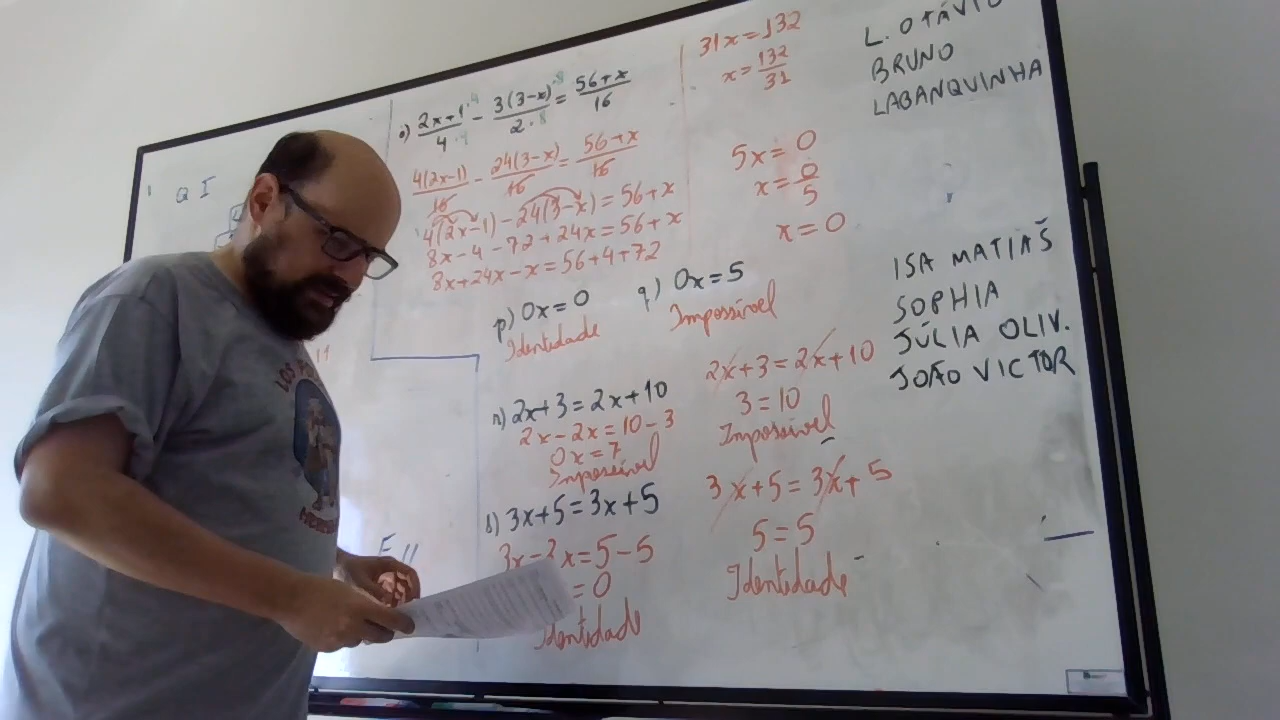 Q I
o) 2x+1/4 ·4/·4 - 3(3-x)/2 ·8/·8 = 56+x/16
4(2x-1)/16 - 24(3-x)/16 = 56+x/16
4(2x-1) - 24(3-x) = 56+x
8x-4-72+24x = 56+x
8x+24x-x = 56+4+72
31x=132
x=132/31
5x=0
x=0/5
x=0
p) 0x=0
Identidade
q) 0x=5
Impossível
r) 2x+3=2x+10
2x-2x=10-3
0x=7
Impossível
2x+3=2x+10
3=10
Impossível
s) 3x+5=3x+5
3x-3x=5-5
=0
Identidade
3x+5=3x+5
5=5
Identidade
L. OTÁVIO
BRUNO
LABANQUINHA
ISA MATIAS
SOPHIA
JÚLIA OLIV.
JOÃO VICTOR